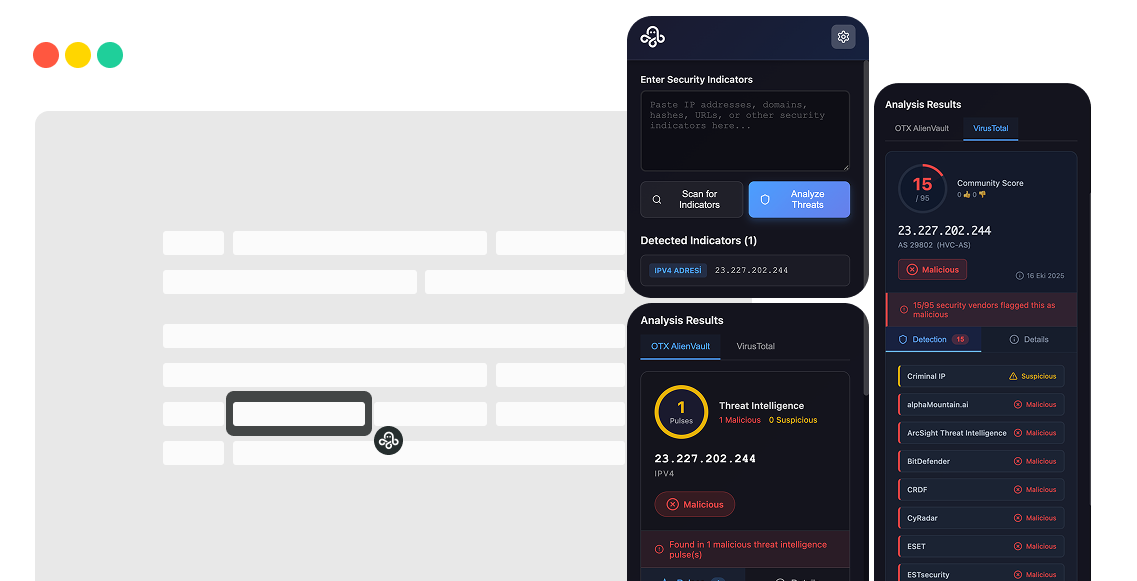 Enter Security Indicators
Paste IP addresses, domains,
hashes, URLs, or other security
indicators here...
Scan for
Indicators
Analyze
Threats
Detected Indicators (1)
IPV4 ADRESİ 23.227.202.244
Analysis Results
OTX AlienVault VirusTotal
1
Pulses
Threat Intelligence
1 Malicious 0 Suspicious
23.227.202.244
IPV4
Malicious
Found in 1 malicious threat intelligence
pulse(s)
Analysis Results
OTX AlienVault VirusTotal
15
/ 95
Community Score
0 👍 0 👎
23.227.202.244
AS 29802 (HVC-AS)
Malicious
16 Eki 2025
15/95 security vendors flagged this as
malicious
Detection 15 Details
Criminal IP Suspicious
alphaMountain.ai Malicious
ArcSight Threat Intelligence Malicious
BitDefender Malicious
CRDF Malicious
CyRadar Malicious
ESET Malicious
ESTsecurity Malicious